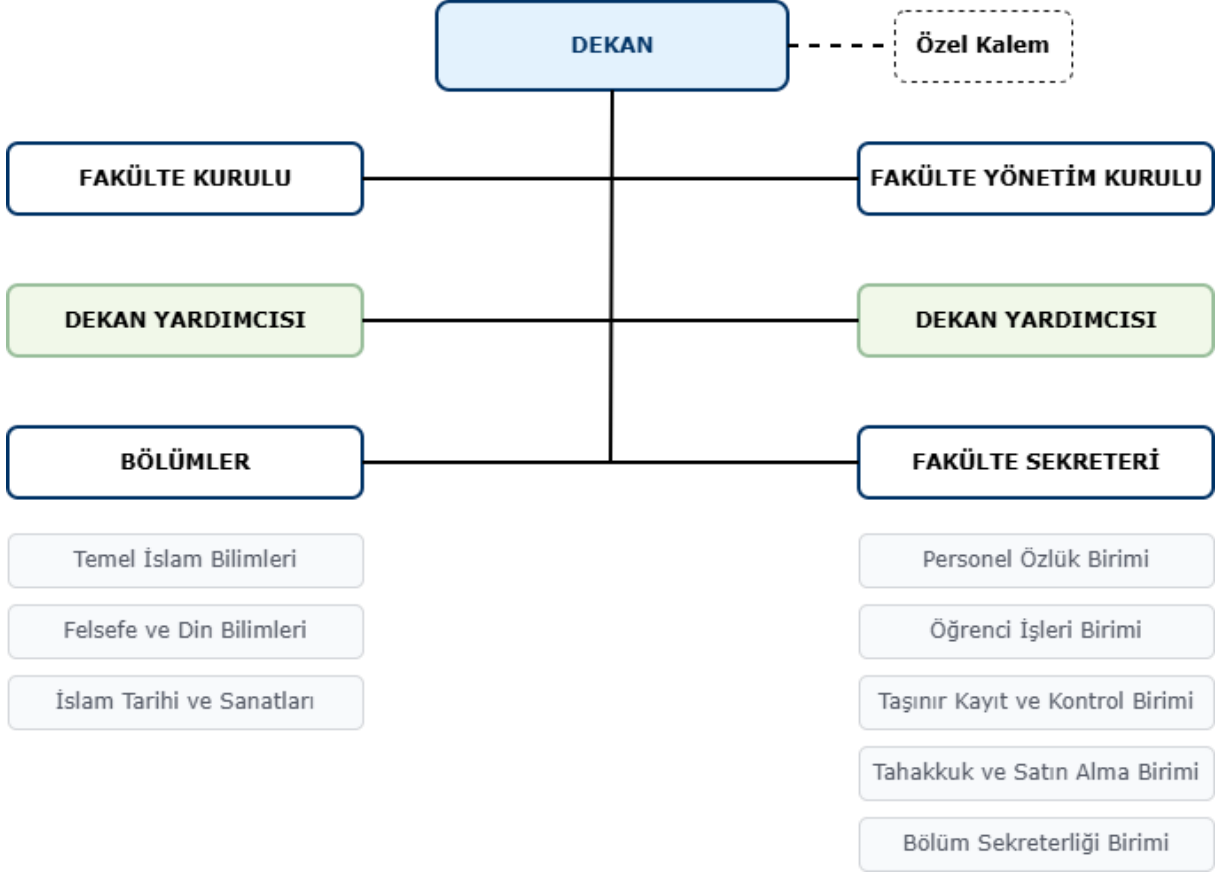 DEKAN
Özel Kalem
FAKÜLTE KURULU
FAKÜLTE YÖNETİM KURULU
DEKAN YARDIMCISI
DEKAN YARDIMCISI
BÖLÜMLER
FAKÜLTE SEKRETERİ
Temel İslam Bilimleri
Personel Özlük Birimi
Felsefe ve Din Bilimleri
Öğrenci İşleri Birimi
İslam Tarihi ve Sanatları
Taşınır Kayıt ve Kontrol Birimi
Tahakkuk ve Satın Alma Birimi
Bölüm Sekreterliği Birimi